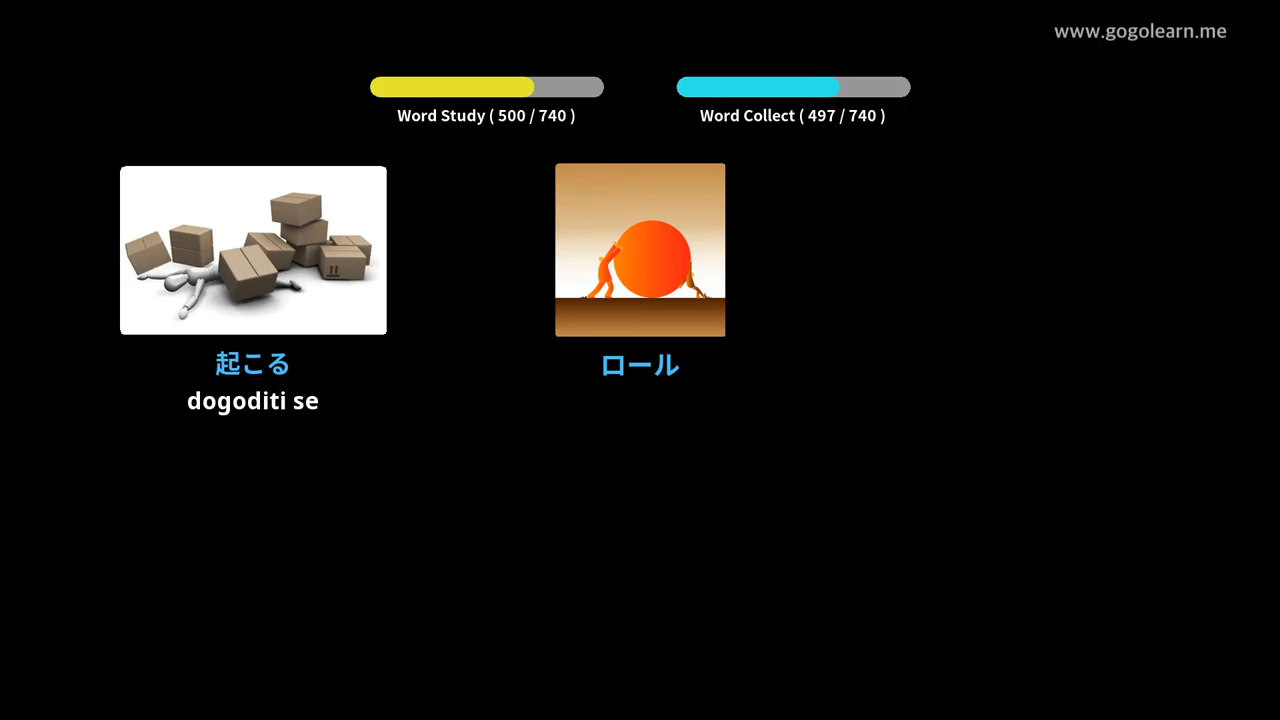 www.gogolearn.me
Word Study ( 500 / 740 )
Word Collect ( 497 / 740 )
起こる
dogoditi se
ロール